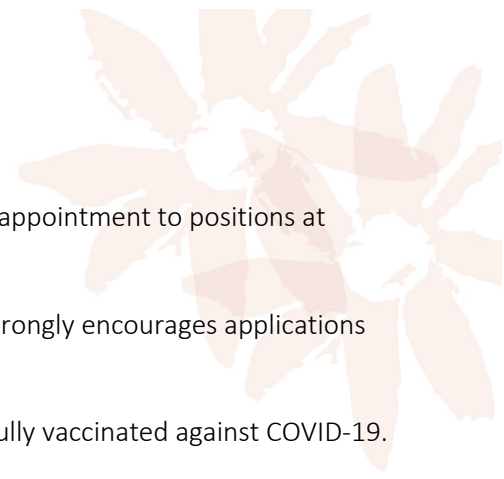 appointment to positions at
rongly encourages applications
ully vaccinated against COVID-19.